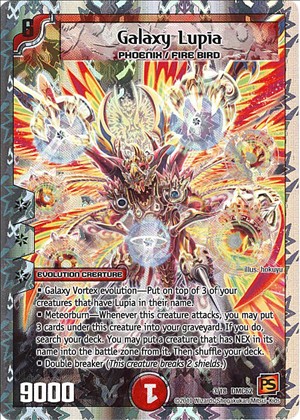 6
Galaxy Lupia
PHOENIX / FIRE BIRD
Illus. hokuyu
EVOLUTION CREATURE
• Galaxy Vortex evolution—Put on top of 3 of your
creatures that have Lupia in their name.
• Meteorburn—Whenever this creature attacks, you may put
3 cards under this creature into your graveyard. If you do,
search your deck. You may put a creature that has NEX in its
name into the battle zone from it. Then shuffle your deck.
• Double breaker (This creature breaks 2 shields.)
9000
1